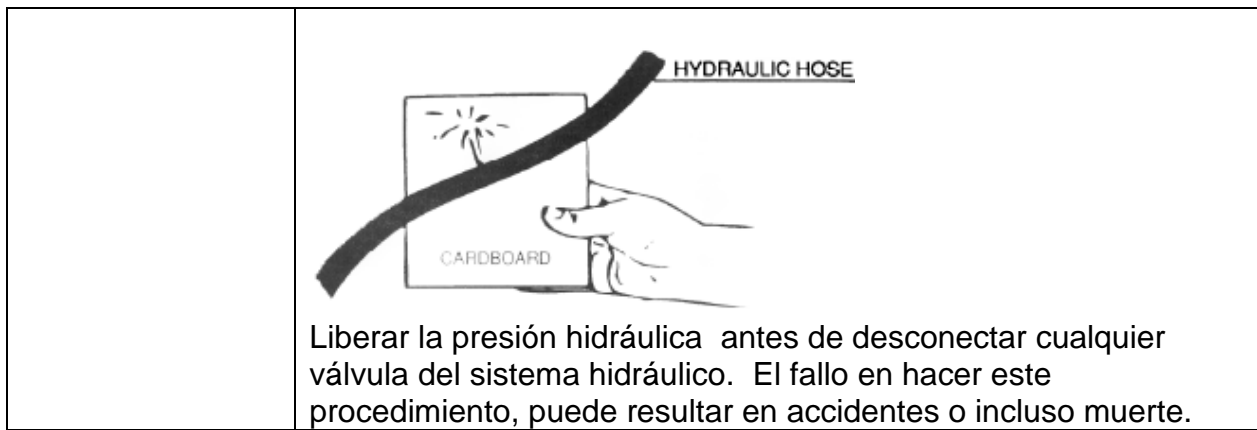 HYDRAULIC HOSE
CARDBOARD
Liberar la presión hidráulica  antes de desconectar cualquier
válvula del sistema hidráulico.  El fallo en hacer este
procedimiento, puede resultar en accidentes o incluso muerte.